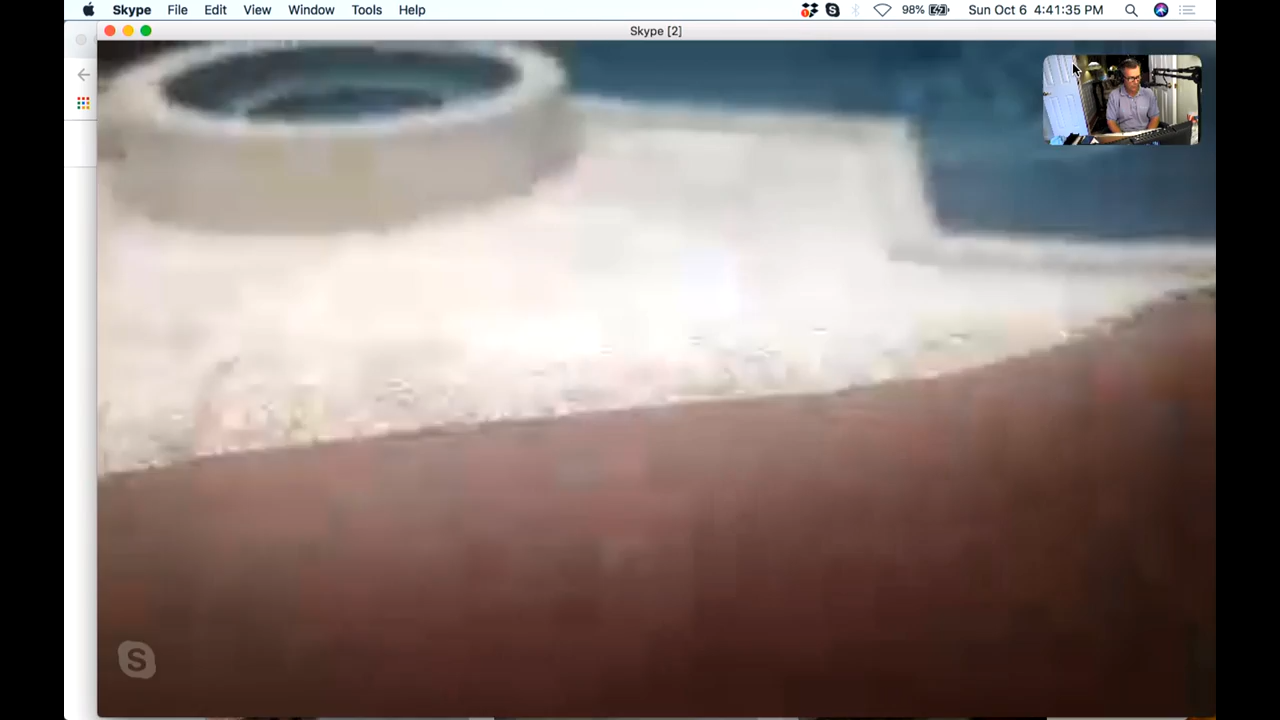 Skype File Edit View Window Tools Help 98% Sun Oct 6 4:41:35 PM
Skype [2]
S